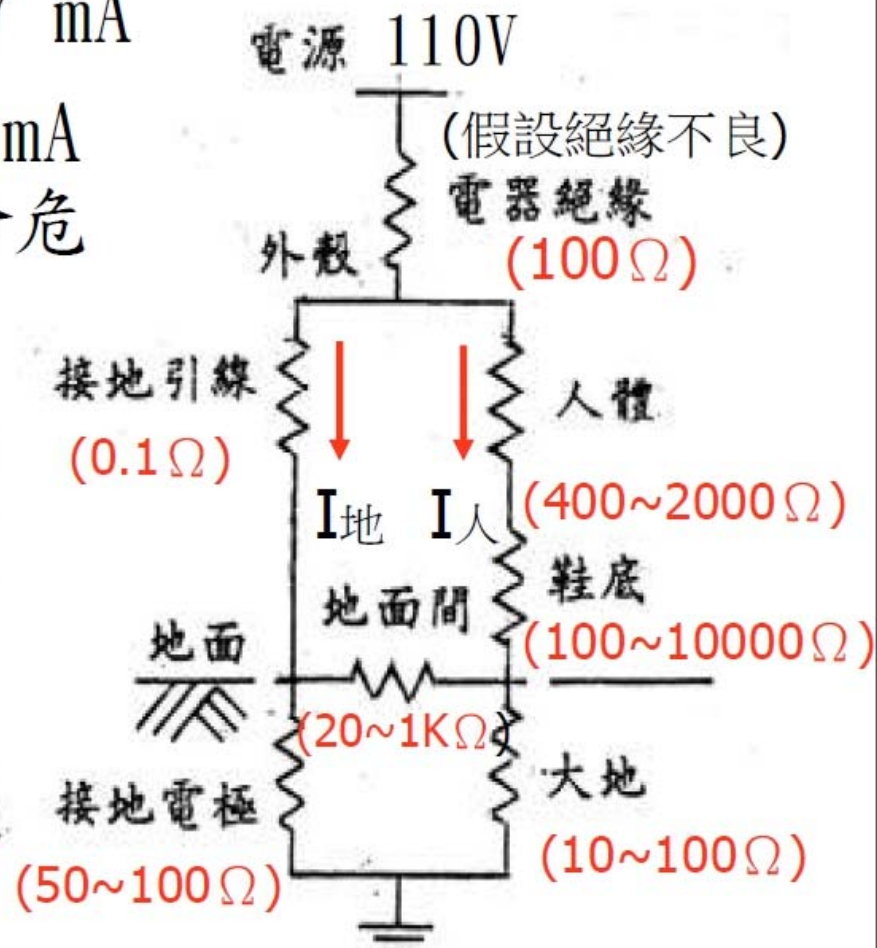 mA
電源 110V
mA
(假設絕緣不良)
危
電器絕緣
外殼
(100Ω)
接地引線
人體
(0.1Ω)
I地 I人
(400~2000Ω)
鞋底
地面間
地面
(100~10000Ω)
(20~1KΩ)
接地電極
大地
(50~100Ω)
(10~100Ω)